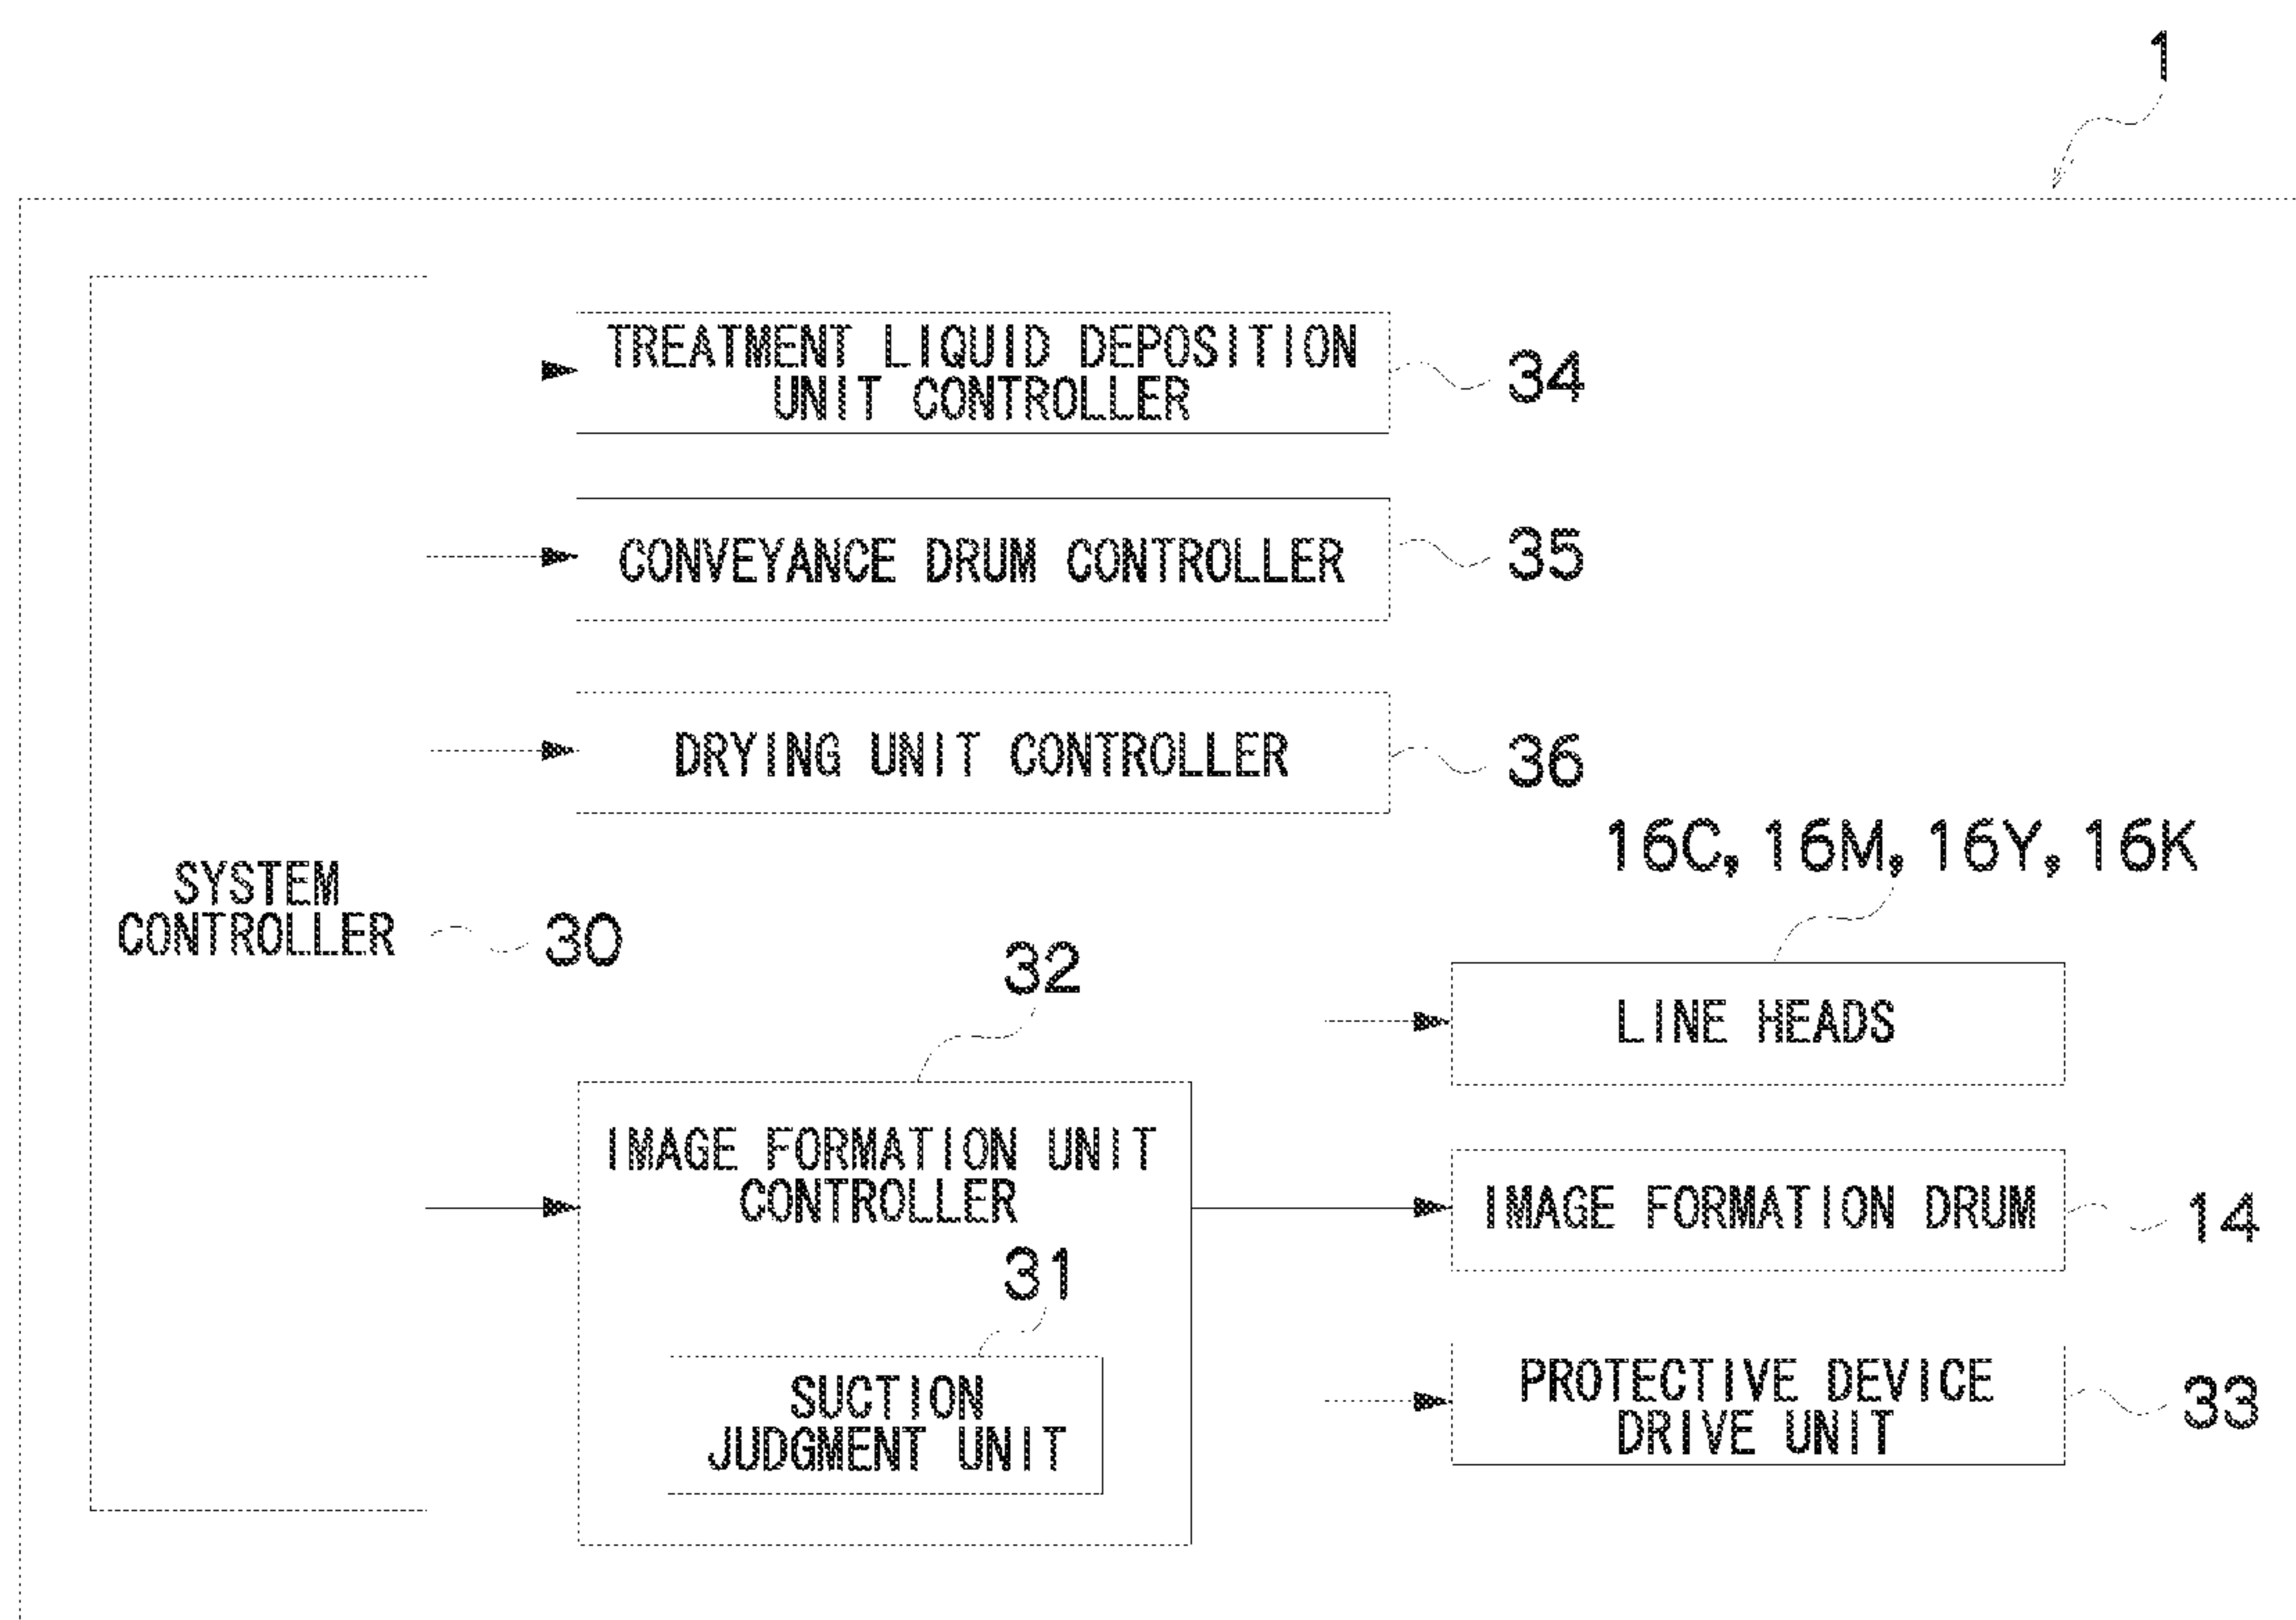 1
TREATMENT LIQUID DEPOSITION
UNIT CONTROLLER
34
CONVEYANCE DRUM CONTROLLER
35
DRYING UNIT CONTROLLER
36
16C, 16M, 16Y, 16K
SYSTEM
CONTROLLER
30
32
LINE HEADS
IMAGE FORMATION UNIT
CONTROLLER
IMAGE FORMATION DRUM
14
31
SUCTION
JUDGMENT UNIT
PROTECTIVE DEVICE
DRIVE UNIT
33